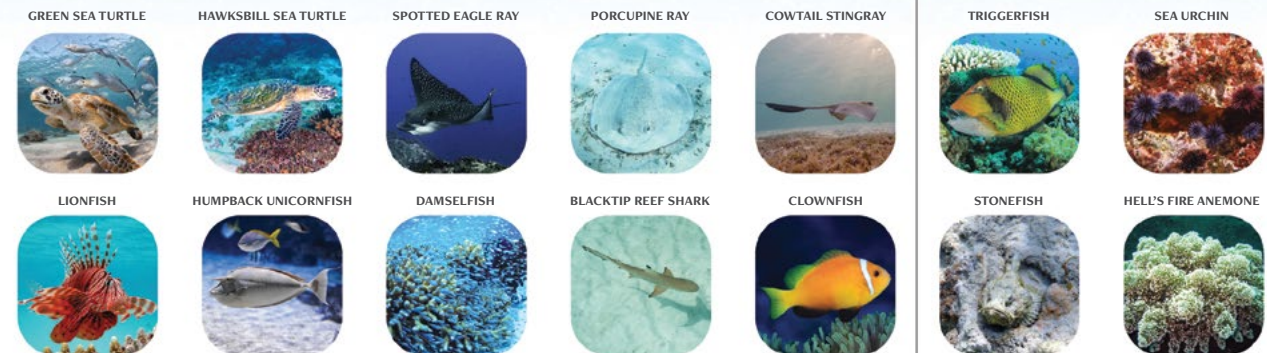 GREEN SEA TURTLE
HAWKSBILL SEA TURTLE
SPOTTED EAGLE RAY
PORCUPINE RAY
COWTAIL STINGRAY
TRIGGERFISH
SEA URCHIN
LIONFISH
HUMPBACK UNICORNFISH
DAMSELFISH
BLACKTIP REEF SHARK
CLOWNFISH
STONEFISH
HELL'S FIRE ANEMONE